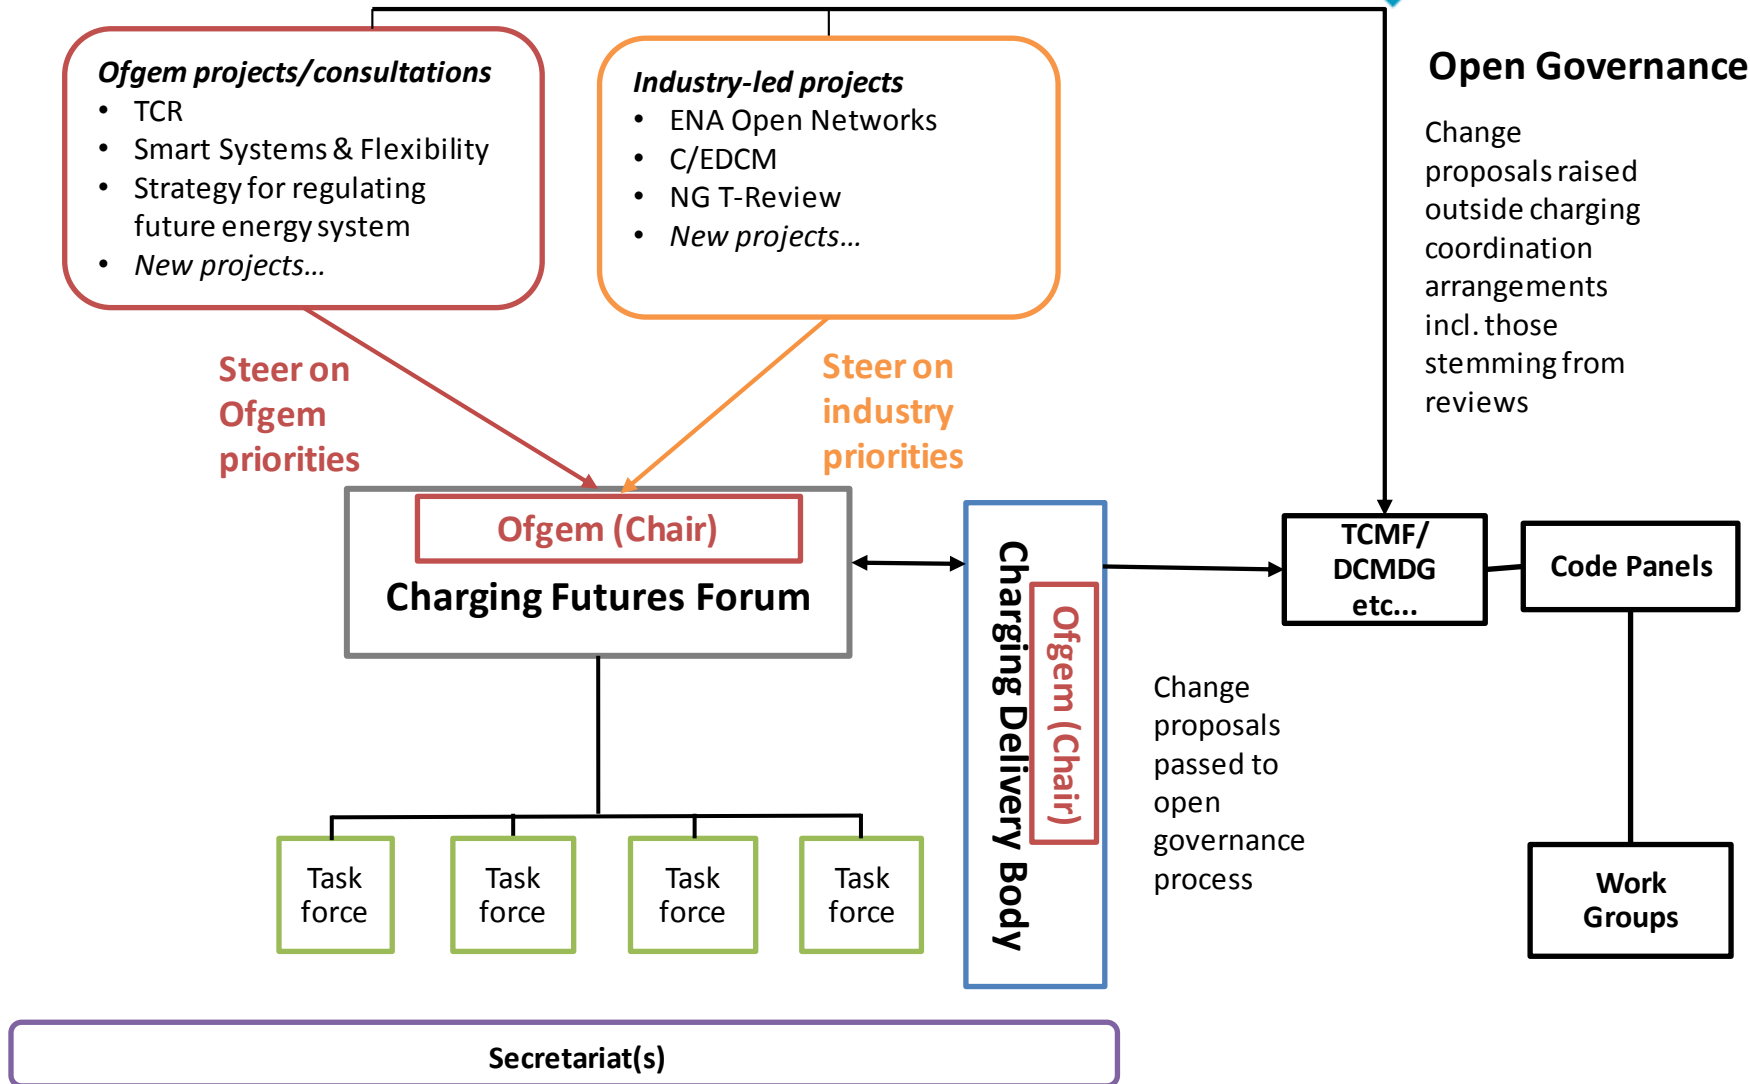 Ofgem projects/consultations
• TCR
• Smart Systems & Flexibility
• Strategy for regulating
future energy system
• New projects...
Industry-led projects
• ENA Open Networks
• C/EDCM
• NG T-Review
• New projects...
Open Governance
Change
proposals raised
outside charging
coordination
arrangements
incl. those
stemming from
reviews
Steer on
Ofgem
priorities
Steer on
industry
priorities
Ofgem (Chair)
Charging Futures Forum
Charging Delivery Body
Ofgem (Chair)
TCMF/
DCMDG
etc...
Code Panels
Change
proposals
passed to
open
governance
process
Task
force
Task
force
Task
force
Task
force
Work
Groups
Secretariat(s)